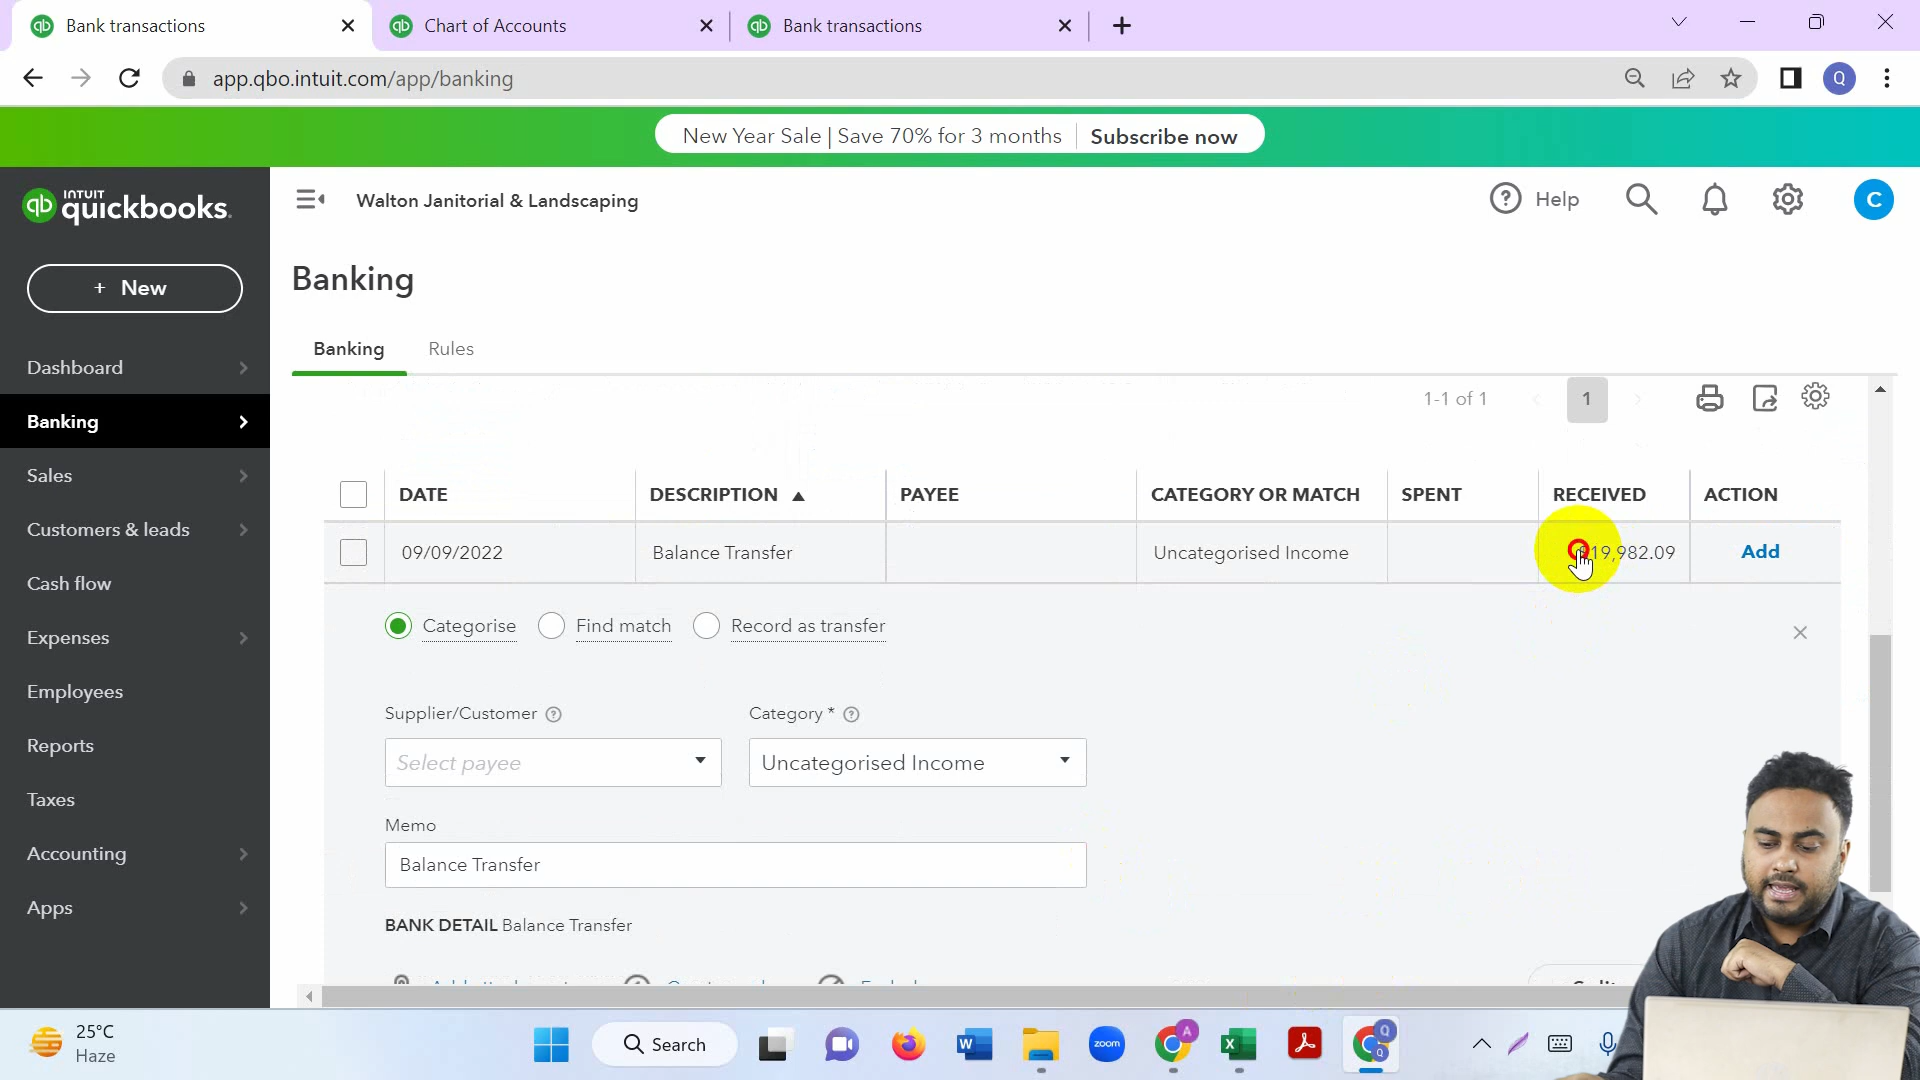 Bank transactions
Chart of Accounts
Bank transactions
app.qbo.intuit.com/app/banking
Q
New Year Sale | Save 70% for 3 months
Subscribe now
qb INTUIT quickbooks.
Walton Janitorial & Landscaping
Help
C
+ New
Banking
Banking
Rules
Dashboard
Banking
Sales
Customers & leads
Cash flow
Expenses
Employees
Reports
Taxes
Accounting
Apps
1-1 of 1
1
DATE
DESCRIPTION
PAYEE
CATEGORY OR MATCH
SPENT
RECEIVED
ACTION
09/09/2022
Balance Transfer
Uncategorised Income
19,982.09
Add
Categorise
Find match
Record as transfer
Supplier/Customer
Category *
Select payee
Uncategorised Income
Memo
Balance Transfer
BANK DETAIL Balance Transfer
25°C
Haze
Search
zoom